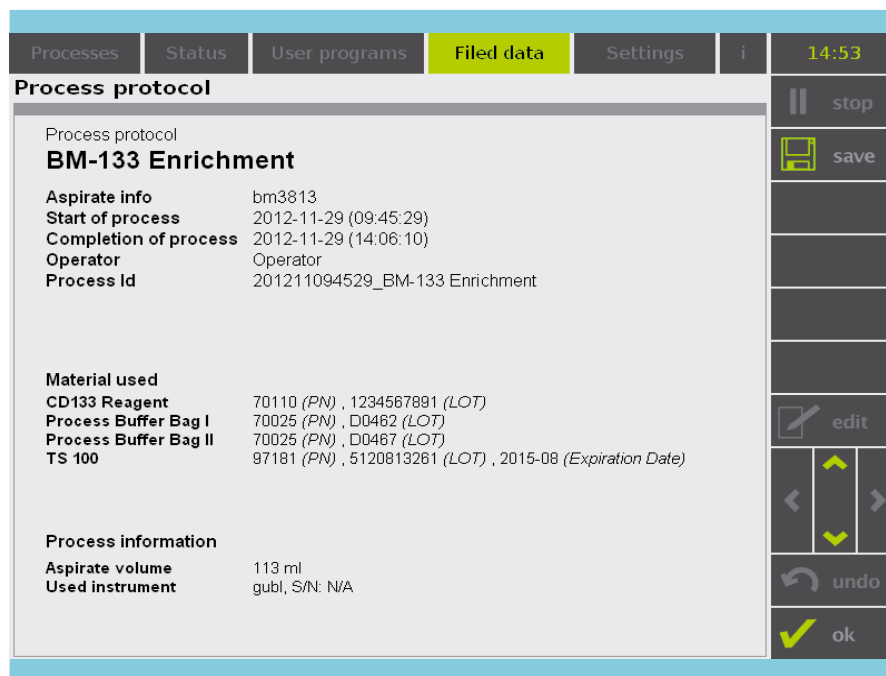 Processes Status User programs Filed data Settings i 14:53
Process protocol
stop
save
Process protocol
BM-133 Enrichment
Aspirate info bm3813
Start of process 2012-11-29 (09:45:29)
Completion of process 2012-11-29 (14:06:10)
Operator Operator
Process Id 201211094529_BM-133 Enrichment
Material used
CD133 Reagent 70110 (PN) , 1234567891 (LOT)
Process Buffer Bag I 70025 (PN) , D0462 (LOT)
Process Buffer Bag II 70025 (PN) , D0467 (LOT)
TS 100 97181 (PN) , 5120813261 (LOT) , 2015-08 (Expiration Date)
edit
Process information
Aspirate volume 113 ml
Used instrument gubl, S/N: N/A
undo
ok